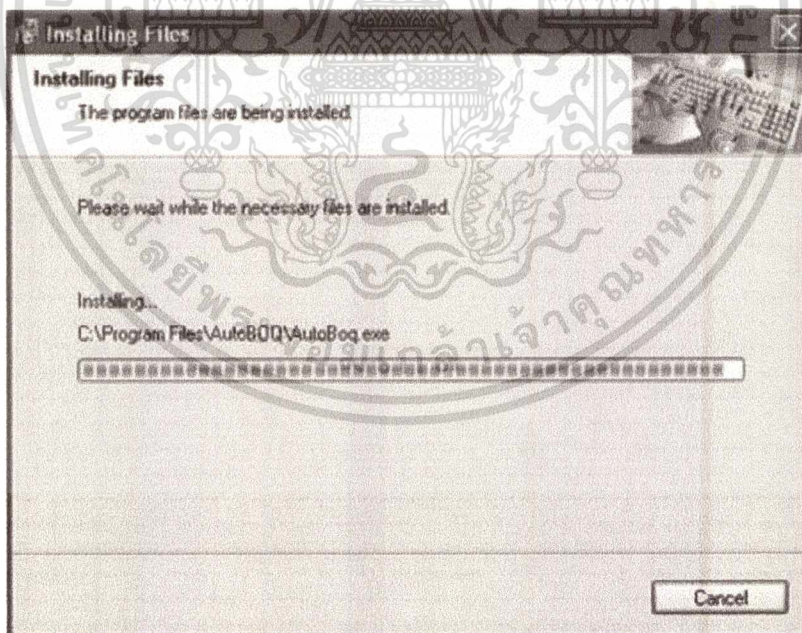 Installing Files
Installing Files
The program files are being installed.
Please wait while the necessary files are installed.
Installing...
C:\Program Files\AutoBOQ\AutoBoq.exe
Cancel